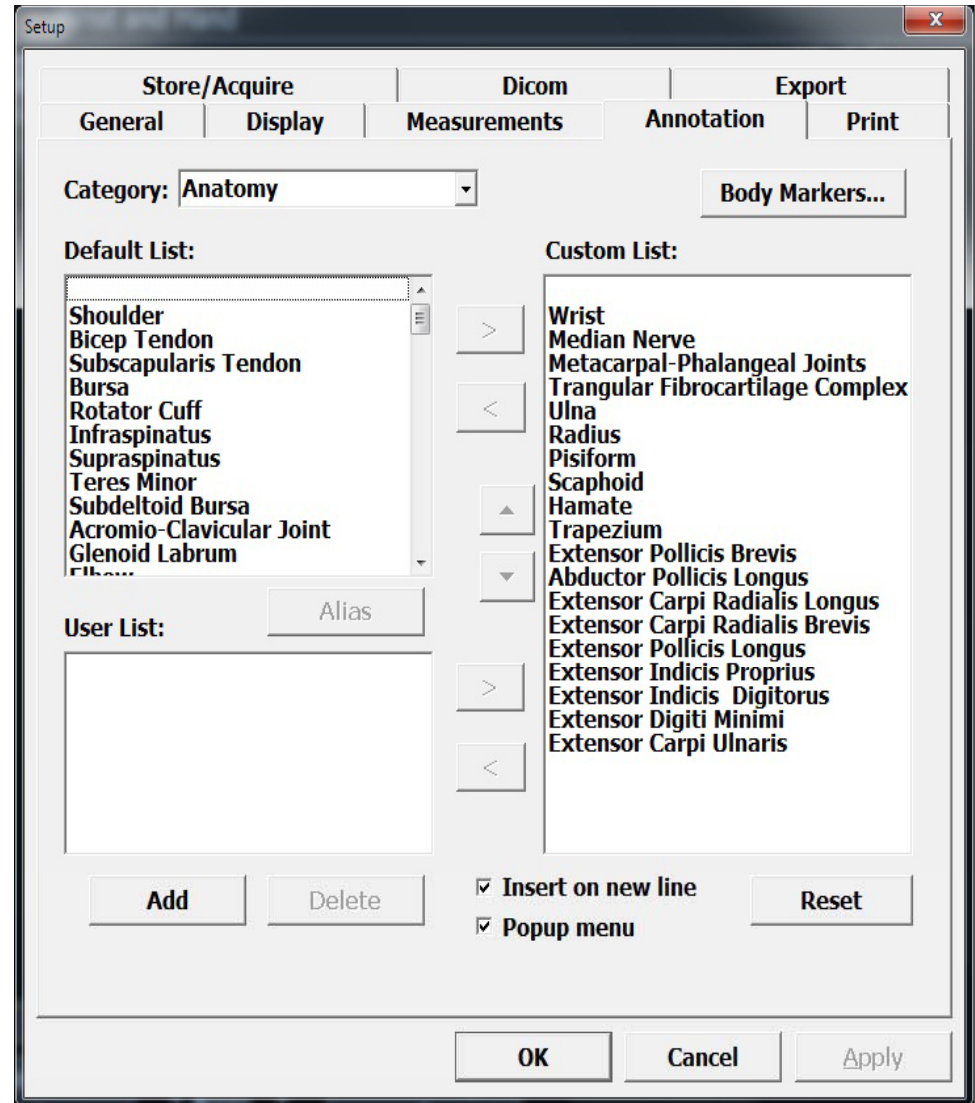 Setup
Store/Acquire Dicom Export
General Display Measurements Annotation Print
Category: Anatomy
Body Markers...
Default List:
Shoulder
Bicep Tendon
Subscapularis Tendon
Bursa
Rotator Cuff
Infraspinatus
Supraspinatus
Teres Minor
Subdeltoid Bursa
Acromio-Clavicular Joint
Glenoid Labrum
Elbow
>
<
Custom List:
Wrist
Median Nerve
Metacarpal-Phalangeal Joints
Trangular Fibrocartilage Complex
Ulna
Radius
Pisiform
Scaphoid
Hamate
Trapezium
Extensor Pollicis Brevis
Abductor Pollicis Longus
Extensor Carpi Radialis Longus
Extensor Carpi Radialis Brevis
Extensor Pollicis Longus
Extensor Indicis Proprius
Extensor Indicis  Digitorus
Extensor Digiti Minimi
Extensor Carpi Ulnaris
Alias
User List:
>
<
Add
Delete
Insert on new line
Popup menu
Reset
OK
Cancel
Apply